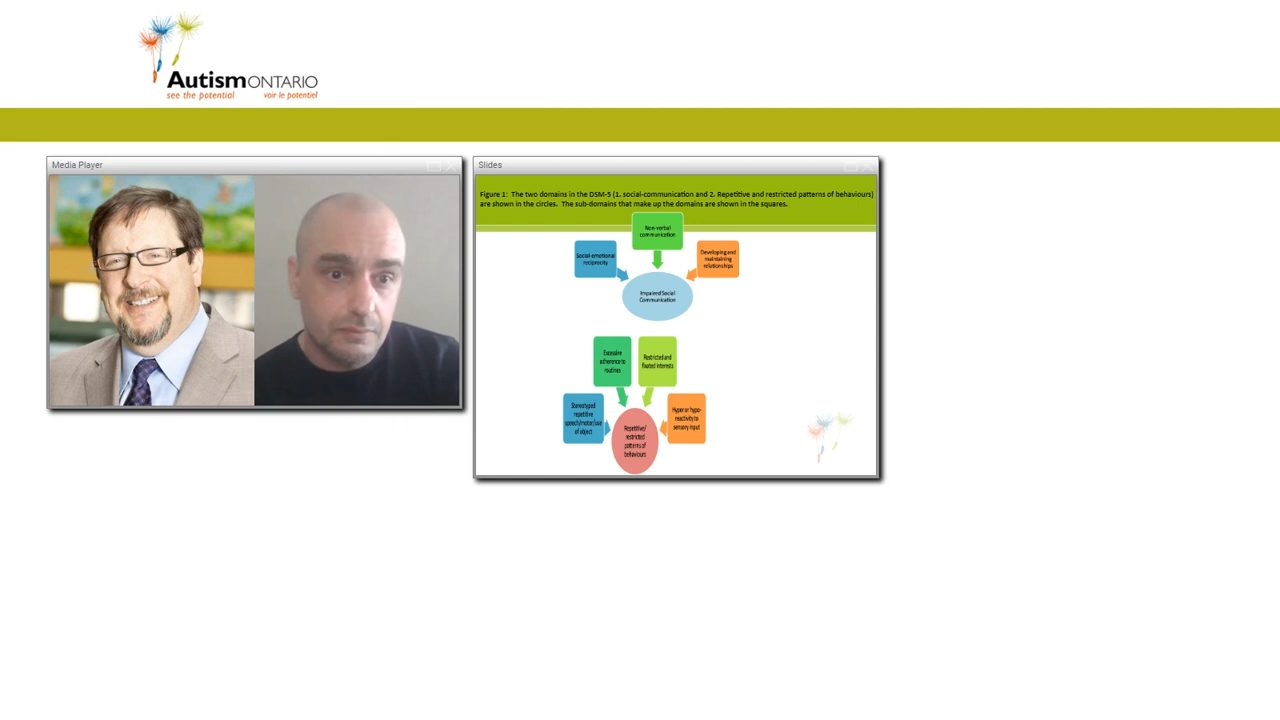 Autism ONTARIO
see the potential voir le potentiel
Media Player
Slides
Figure 1: The two domains in the DSM-5 (1. social-communication and 2. Repetitive and restricted patterns of behaviours)
are shown in the circles. The sub-domains that make up the domains are shown in the squares.
Non-verbal
communication
Social-emotional
reciprocity
Developing and
maintaining
relationships
Impaired Social
Communication
Excessive
adherence to
routines
Restricted and
fixated interests
Stereotyped
repetitive
speech/motor/use
of object
Hyper or hypo-
reactivity to
sensory input
Repetitive/
restricted
patterns of
behaviours